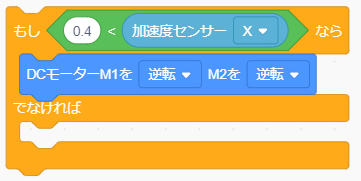 もし 0.4 < 加速度センサー X なら
DCモーターM1を 逆転 M2を 逆転
でなければ